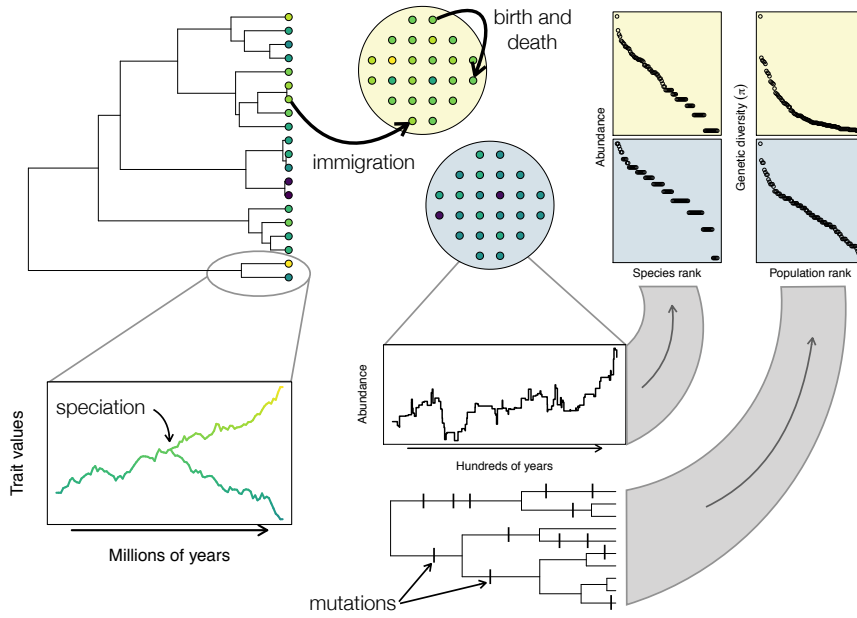 birth and
death
immigration
Abundance
Genetic diversity (π)
Species rank
Population rank
speciation
Trait values
Millions of years
Abundance
Hundreds of years
mutations